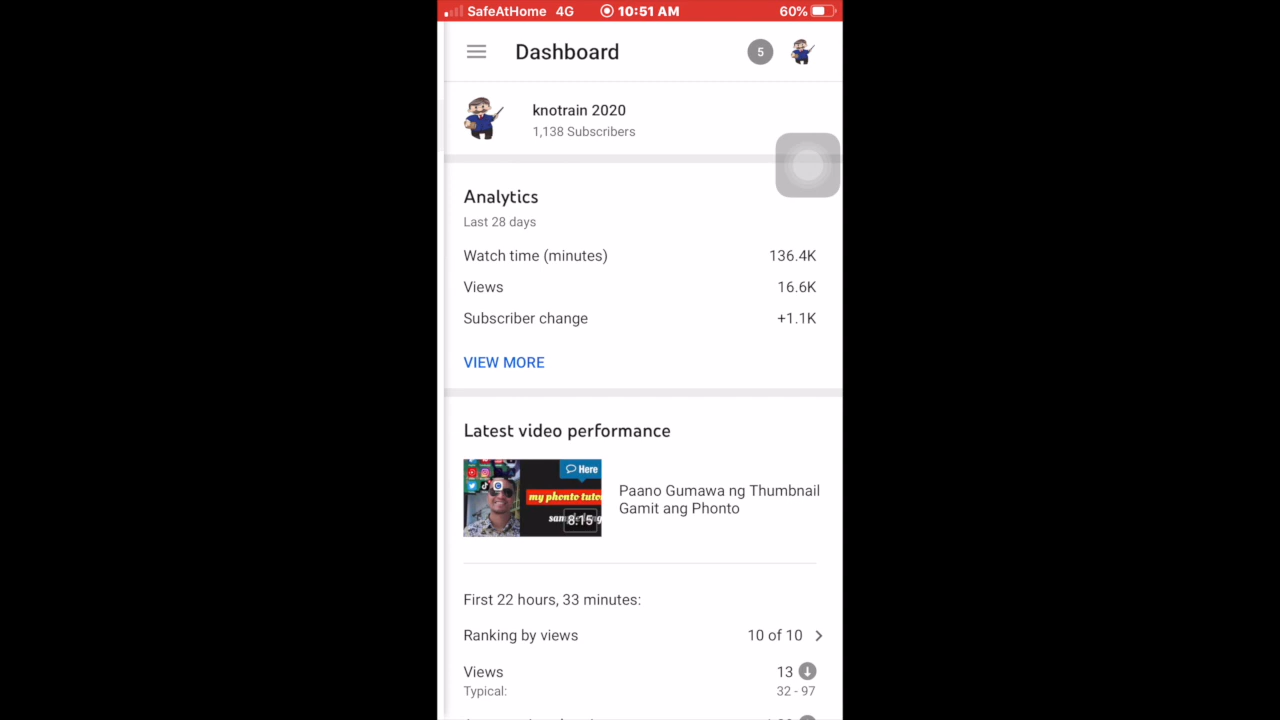 SafeAtHome 4G 10:51 AM 60%
Dashboard 5
knotrain 2020
1,138 Subscribers
Analytics
Last 28 days
Watch time (minutes) 136.4K
Views 16.6K
Subscriber change +1.1K
VIEW MORE
Latest video performance
Here
my phonto tuto
8:15
Paano Gumawa ng Thumbnail
Gamit ang Phonto
First 22 hours, 33 minutes:
Ranking by views 10 of 10
Views 13
Typical: 32 - 97